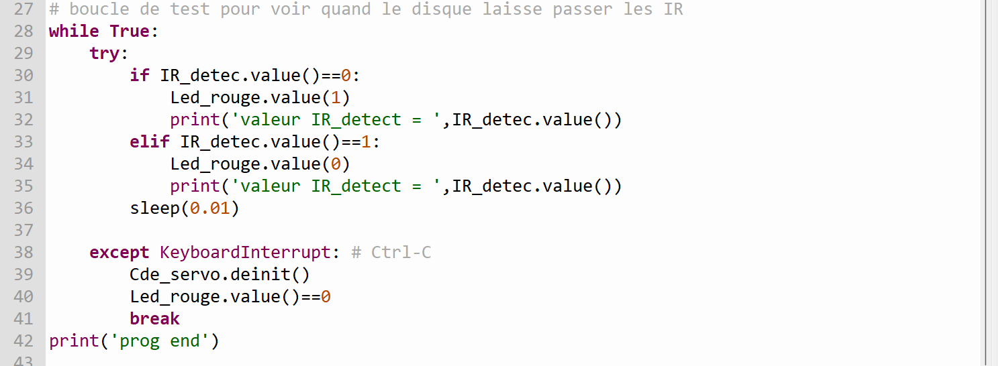 27 # boucle de test pour voir quand le disque laisse passer les IR
28 while True:
29     try:
30         if IR_detec.value()==0:
31             Led_rouge.value(1)
32             print('valeur IR_detect = ',IR_detec.value())
33         elif IR_detec.value()==1:
34             Led_rouge.value(0)
35             print('valeur IR_detect = ',IR_detec.value())
36         sleep(0.01)
37
38     except KeyboardInterrupt: # Ctrl-C
39         Cde_servo.deinit()
40         Led_rouge.value()==0
41         break
42 print('prog end')
43